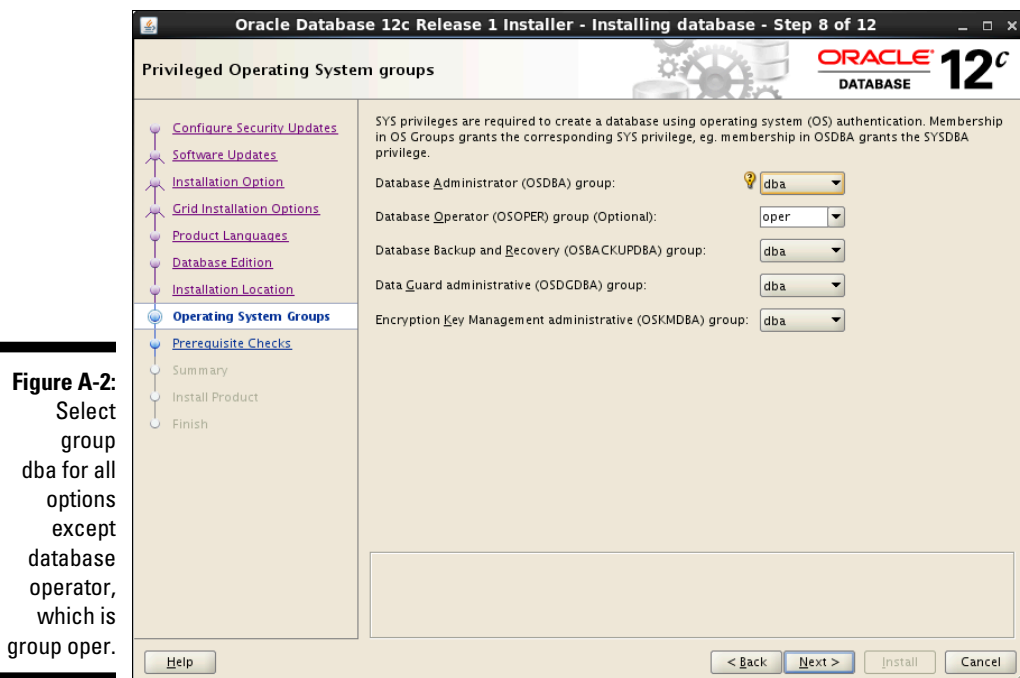 Oracle Database 12c Release 1 Installer - Installing database - Step 8 of 12
Privileged Operating System groups
ORACLE DATABASE 12c
Configure Security Updates
Software Updates
Installation Option
Grid Installation Options
Product Languages
Database Edition
Installation Location
Operating System Groups
Prerequisite Checks
Summary
Install Product
Finish
SYS privileges are required to create a database using operating system (OS) authentication. Membership
in OS Groups grants the corresponding SYS privilege, eg. membership in OSDBA grants the SYSDBA
privilege.
Database Administrator (OSDBA) group: dba
Database Operator (OSOPER) group (Optional): oper
Database Backup and Recovery (OSBACKUPDBA) group: dba
Data Guard administrative (OSDGDBA) group: dba
Encryption Key Management administrative (OSKMDBA) group: dba
Help
< Back Next > Install Cancel
Figure A-2:
Select
group
dba for all
options
except
database
operator,
which is
group oper.